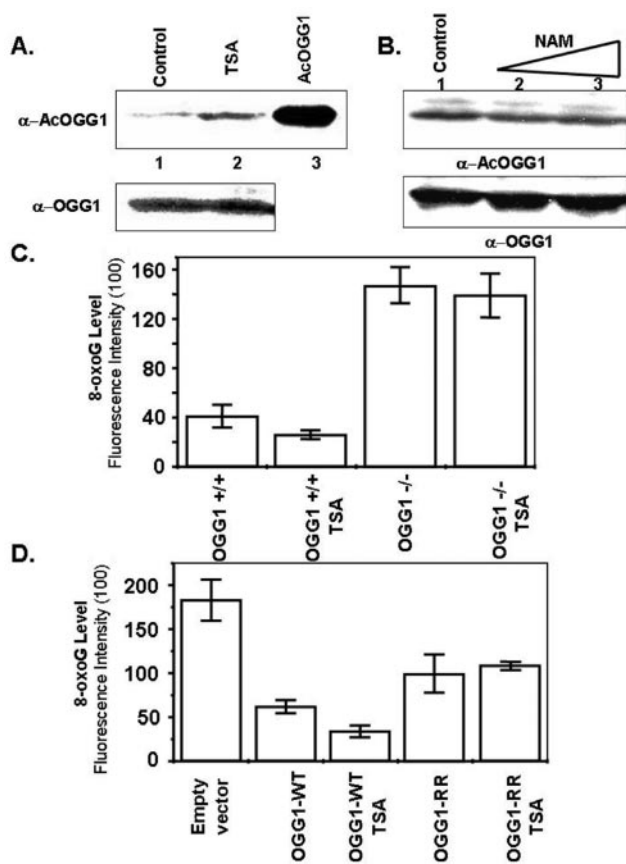 A.
Control
TSA
AcOGG1
α–AcOGG1
1 2 3
α–OGG1
B.
Control
NAM
1 2 3
α–AcOGG1
α–OGG1
C.
8-oxoG Level
Fluorescence Intensity (100)
160
120
80
40
0
OGG1 +/+
OGG1 +/+
TSA
OGG1 -/-
OGG1 -/-
TSA
D.
8-oxoG Level
Fluorescence Intensity (100)
200
150
100
50
0
Empty
vector
OGG1-WT
OGG1-WT
TSA
OGG1-RR
OGG1-RR
TSA